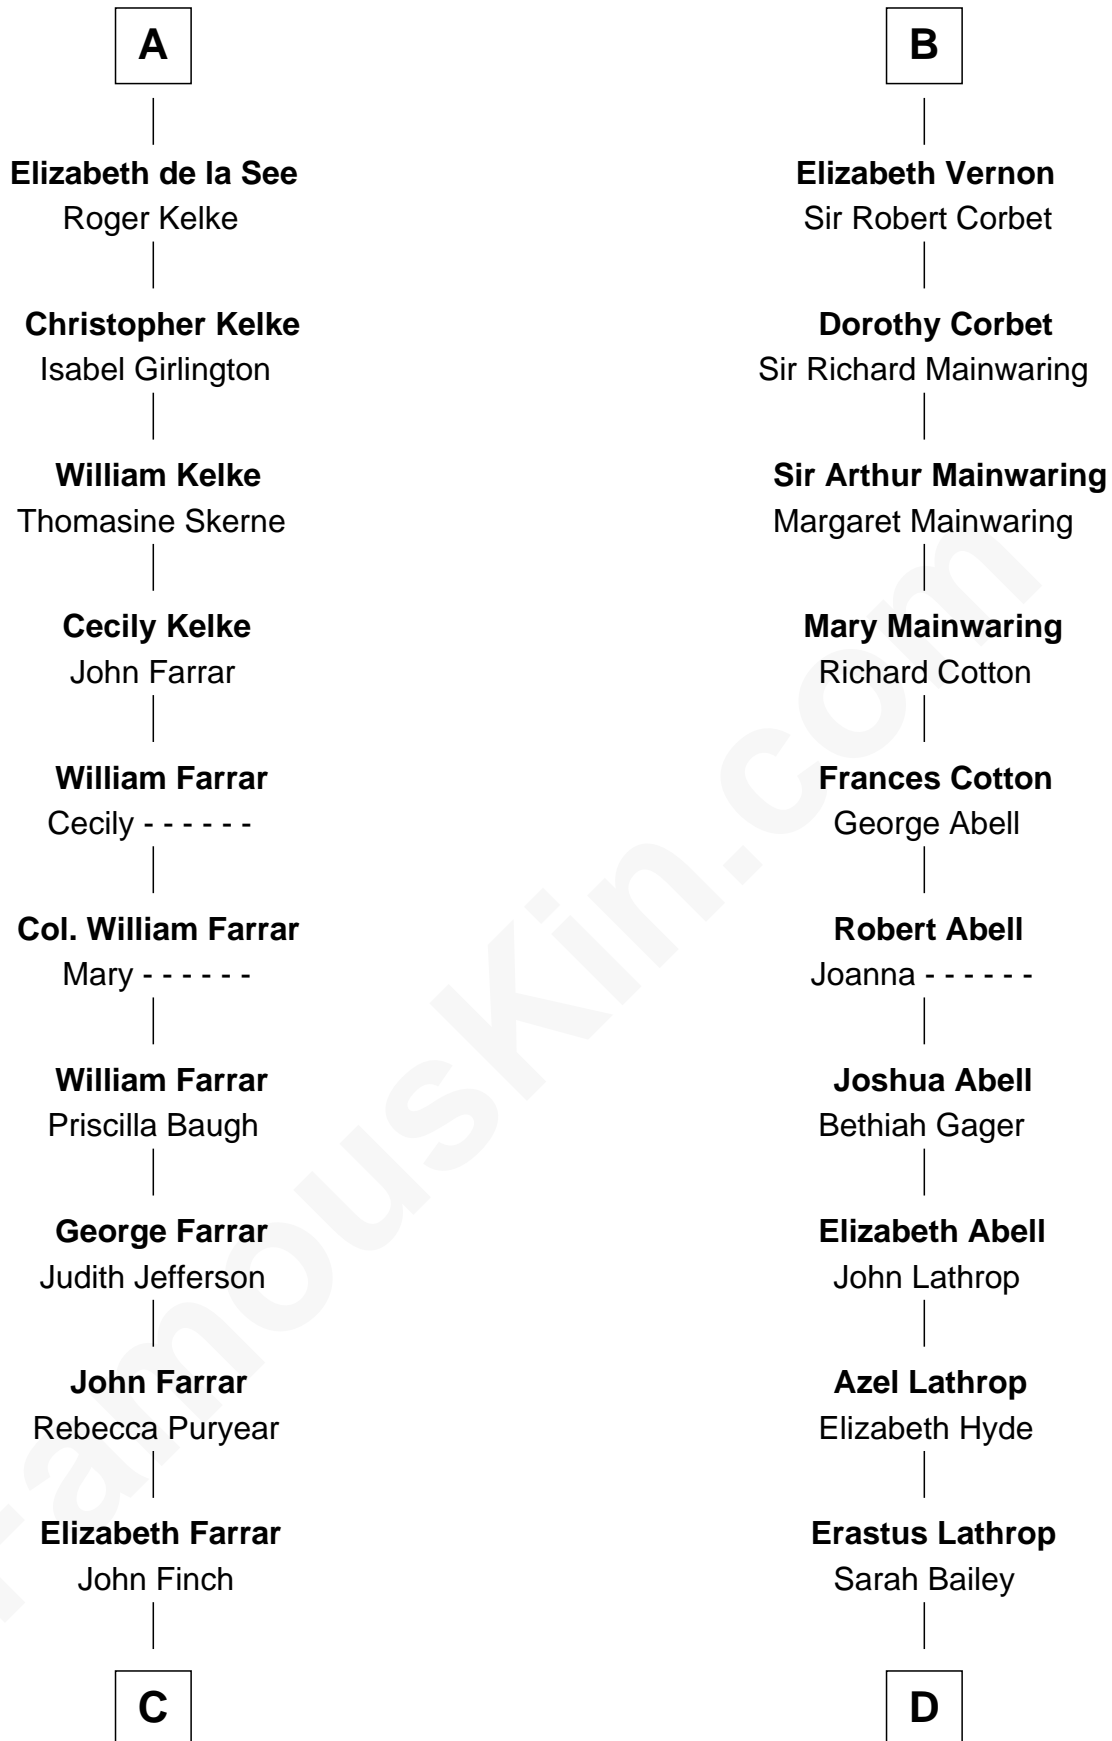 A
Elizabeth de la See
Roger Kelke
Christopher Kelke
Isabel Girlington
William Kelke
Thomasine Skerne
Cecily Kelke
John Farrar
William Farrar
Cecily - - - - - -
Col. William Farrar
Mary - - - - - -
William Farrar
Priscilla Baugh
George Farrar
Judith Jefferson
John Farrar
Rebecca Puryear
Elizabeth Farrar
John Finch
C
B
Elizabeth Vernon
Sir Robert Corbet
Dorothy Corbet
Sir Richard Mainwaring
Sir Arthur Mainwaring
Margaret Mainwaring
Mary Mainwaring
Richard Cotton
Frances Cotton
George Abell
Robert Abell
Joanna - - - - - -
Joshua Abell
Bethiah Gager
Elizabeth Abell
John Lathrop
Azel Lathrop
Elizabeth Hyde
Erastus Lathrop
Sarah Bailey
D
FamousKin.com